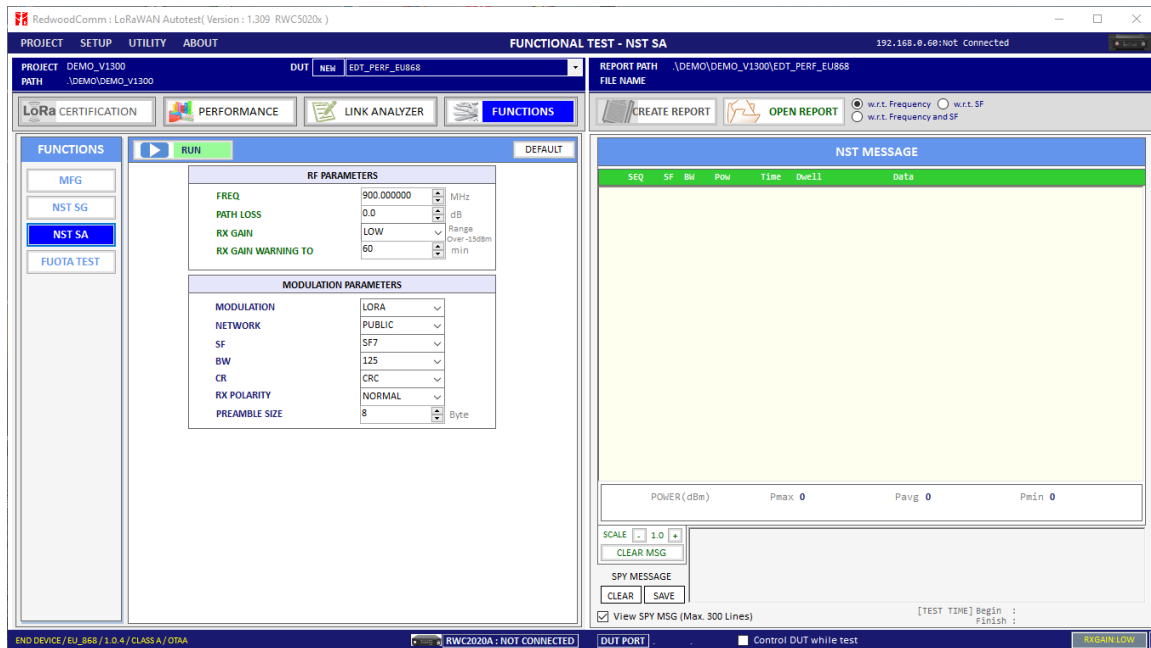 RedwoodComm : LoRaWAN Autotest( Version : 1.309  RWC5020x )
PROJECT SETUP UTILITY ABOUT FUNCTIONAL TEST - NST SA 192.168.0.60:Not Connected
PROJECT DEMO_V1300 DUT NEW EDT_PERF_EU868 REPORT PATH .\DEMO\DEMO_V1300\EDT_PERF_EU868
PATH .\DEMO\DEMO_V1300 FILE NAME
LoRa CERTIFICATION PERFORMANCE LINK ANALYZER FUNCTIONS CREATE REPORT OPEN REPORT w.r.t. Frequency w.r.t. SF
w.r.t. Frequency and SF
FUNCTIONS RUN DEFAULT
MFG
NST SG
NST SA
FUOTA TEST
RF PARAMETERS
FREQ 900.000000 MHz
PATH LOSS 0.0 dB
RX GAIN LOW Range
Over -15dBm
RX GAIN WARNING TO 60 min
MODULATION PARAMETERS
MODULATION LORA
NETWORK PUBLIC
SF SF7
BW 125
CR CRC
RX POLARITY NORMAL
PREAMBLE SIZE 8 Byte
NST MESSAGE
SEQ SF BW Pow Time Dwell Data
POWER(dBm) Pmax 0 Pavg 0 Pmin 0
SCALE - 1.0 +
CLEAR MSG
SPY MESSAGE
CLEAR SAVE
View SPY MSG (Max. 300 Lines)
[TEST TIME] Begin :
Finish :
END DEVICE / EU_868 / 1.0.4 / CLASS A / OTAA RWC2020A : NOT CONNECTED DUT PORT . . Control DUT while test RXGAIN:LOW